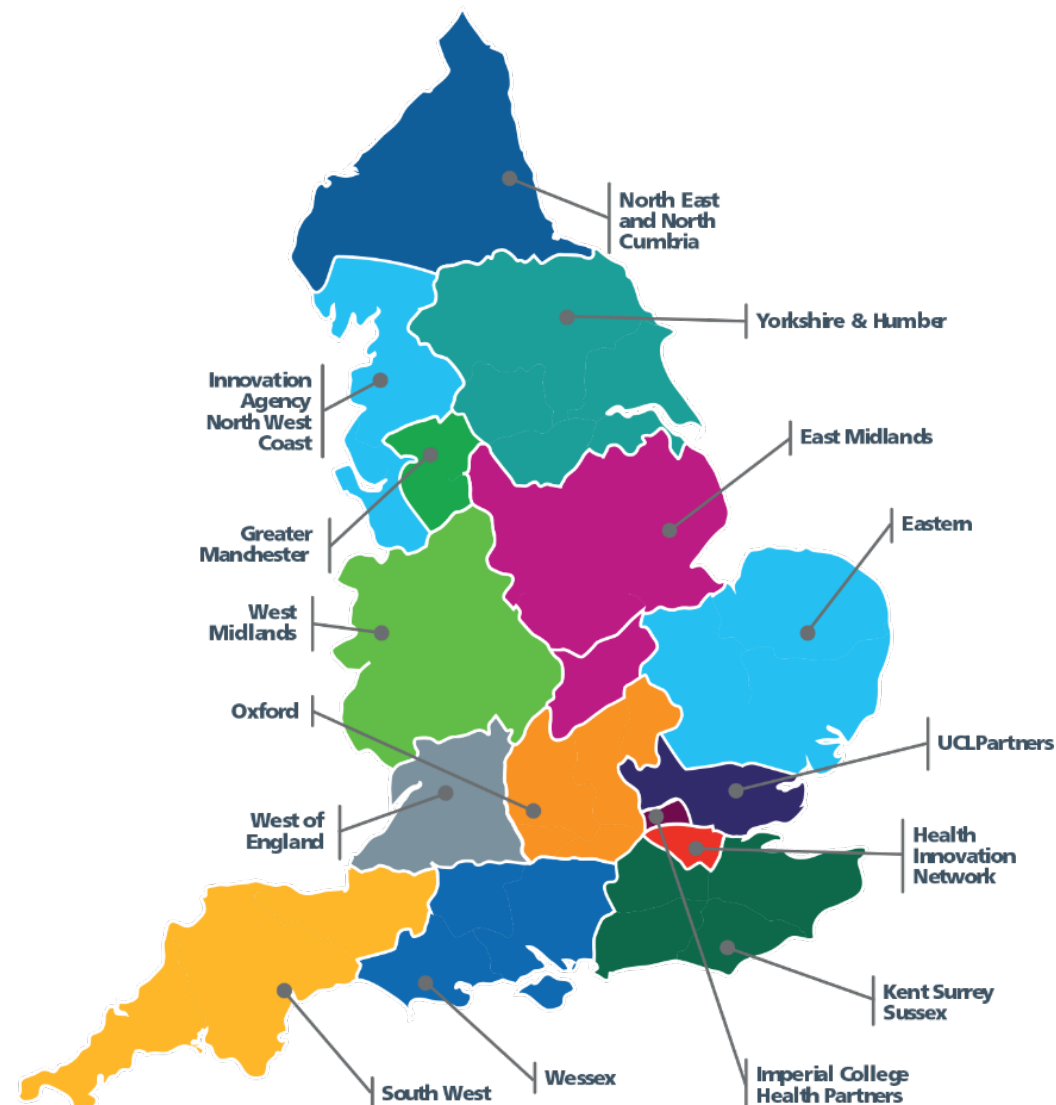 North East
and North
Cumbria
Yorkshire & Humber
Innovation
Agency
North West
Coast
East Midlands
Eastern
Greater
Manchester
West
Midlands
Oxford
UCLPartners
West of
England
Health
Innovation
Network
Kent Surrey
Sussex
Imperial College
Health Partners
Wessex
South West